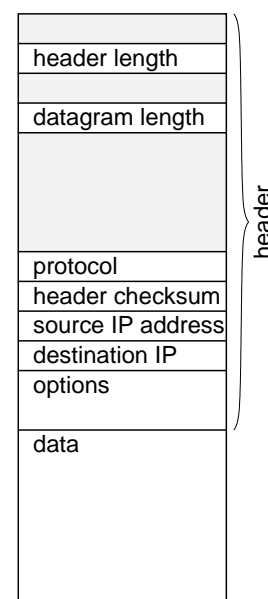 header length
datagram length
header
protocol
header checksum
source IP address
destination IP
options
data